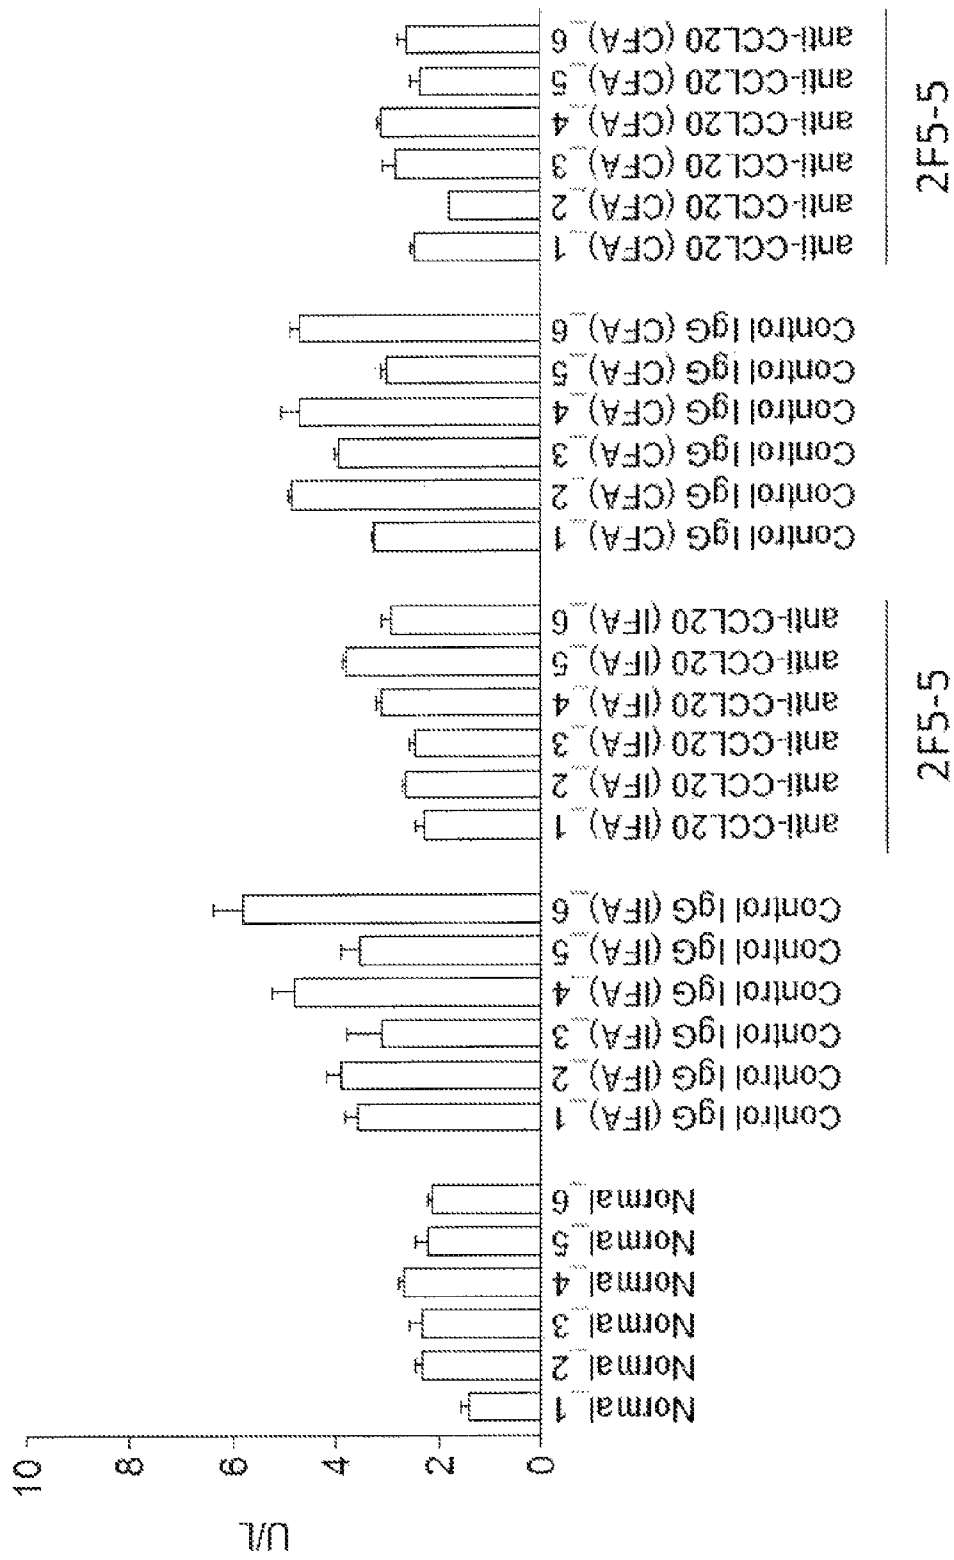 U/L
10
8
6
4
2
0
Normal_1
Normal_2
Normal_3
Normal_4
Normal_5
Normal_6
Control IgG (IFA)_1
Control IgG (IFA)_2
Control IgG (IFA)_3
Control IgG (IFA)_4
Control IgG (IFA)_5
Control IgG (IFA)_6
anti-CCL20 (IFA)_1
anti-CCL20 (IFA)_2
anti-CCL20 (IFA)_3
anti-CCL20 (IFA)_4
anti-CCL20 (IFA)_5
anti-CCL20 (IFA)_6
Control IgG (CFA)_1
Control IgG (CFA)_2
Control IgG (CFA)_3
Control IgG (CFA)_4
Control IgG (CFA)_5
Control IgG (CFA)_6
anti-CCL20 (CFA)_1
anti-CCL20 (CFA)_2
anti-CCL20 (CFA)_3
anti-CCL20 (CFA)_4
anti-CCL20 (CFA)_5
anti-CCL20 (CFA)_6
2F5-5
2F5-5